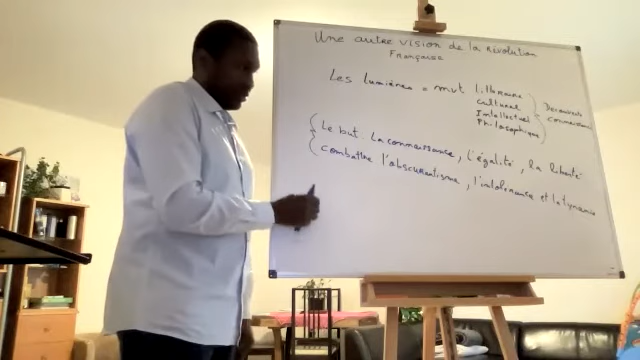 Une autre vision de la révolution
Française
Les Lumières = mvt littéraire
culturel
Intellectuel
Philosophique
Le but. La connaissance, l'égalité, la liberté
combattre l'obscurantisme, l'intolérance et la tyrannie